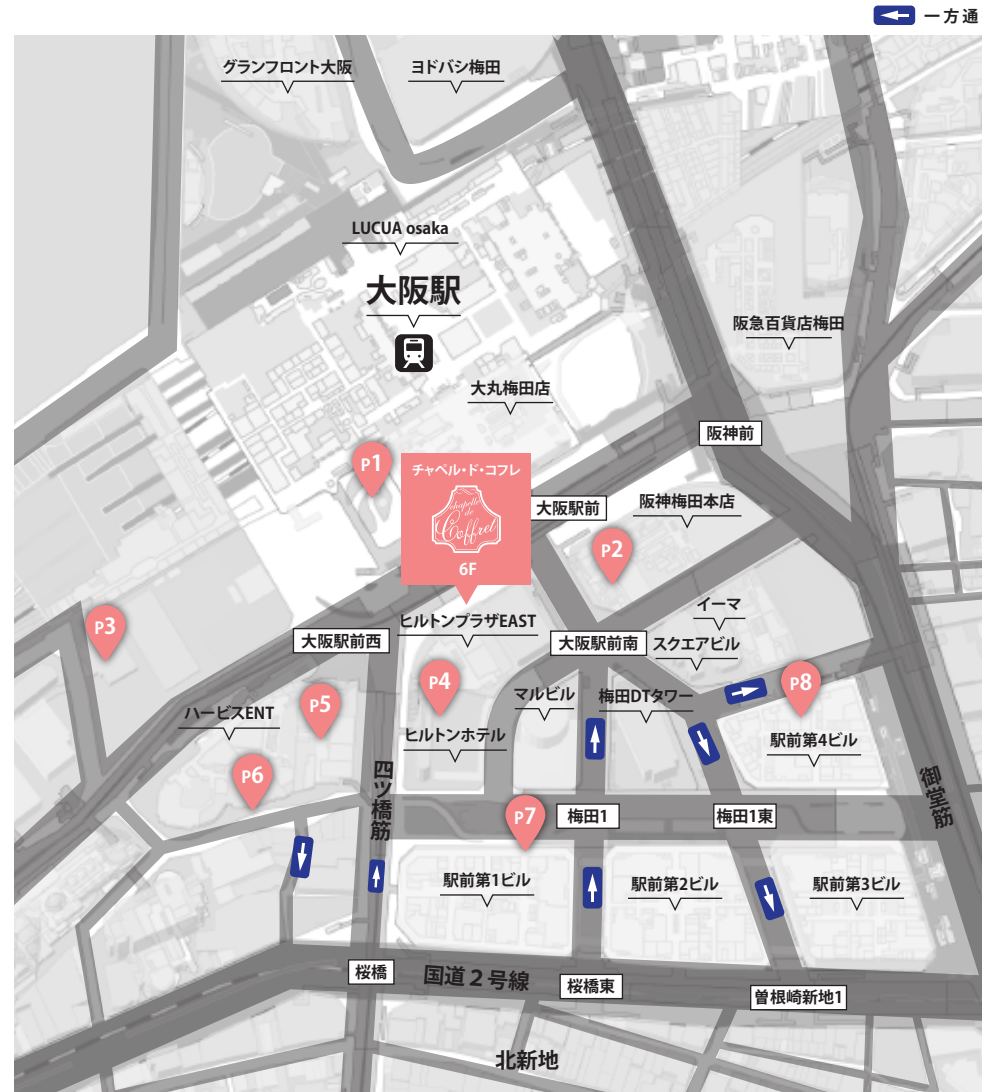 一方通
グランフロント大阪
ヨドバシ梅田
LUCUA osaka
大阪駅
阪急百貨店梅田
大丸梅田店
阪神前
P1
チャペル・ド・コフレ
chapelle
de
Coffret
6F
大阪駅前
阪神梅田本店
P2
P3
大阪駅前西
ヒルトンプラザEAST
大阪駅前南
イーマ
スクエアビル
P4
P5
P8
ハービスENT
マルビル
梅田DTタワー
ヒルトンホテル
駅前第4ビル
P6
四ツ橋筋
御堂筋
P7
梅田1
梅田1東
駅前第1ビル
駅前第2ビル
駅前第3ビル
桜橋
国道2号線
桜橋東
曽根崎新地1
北新地